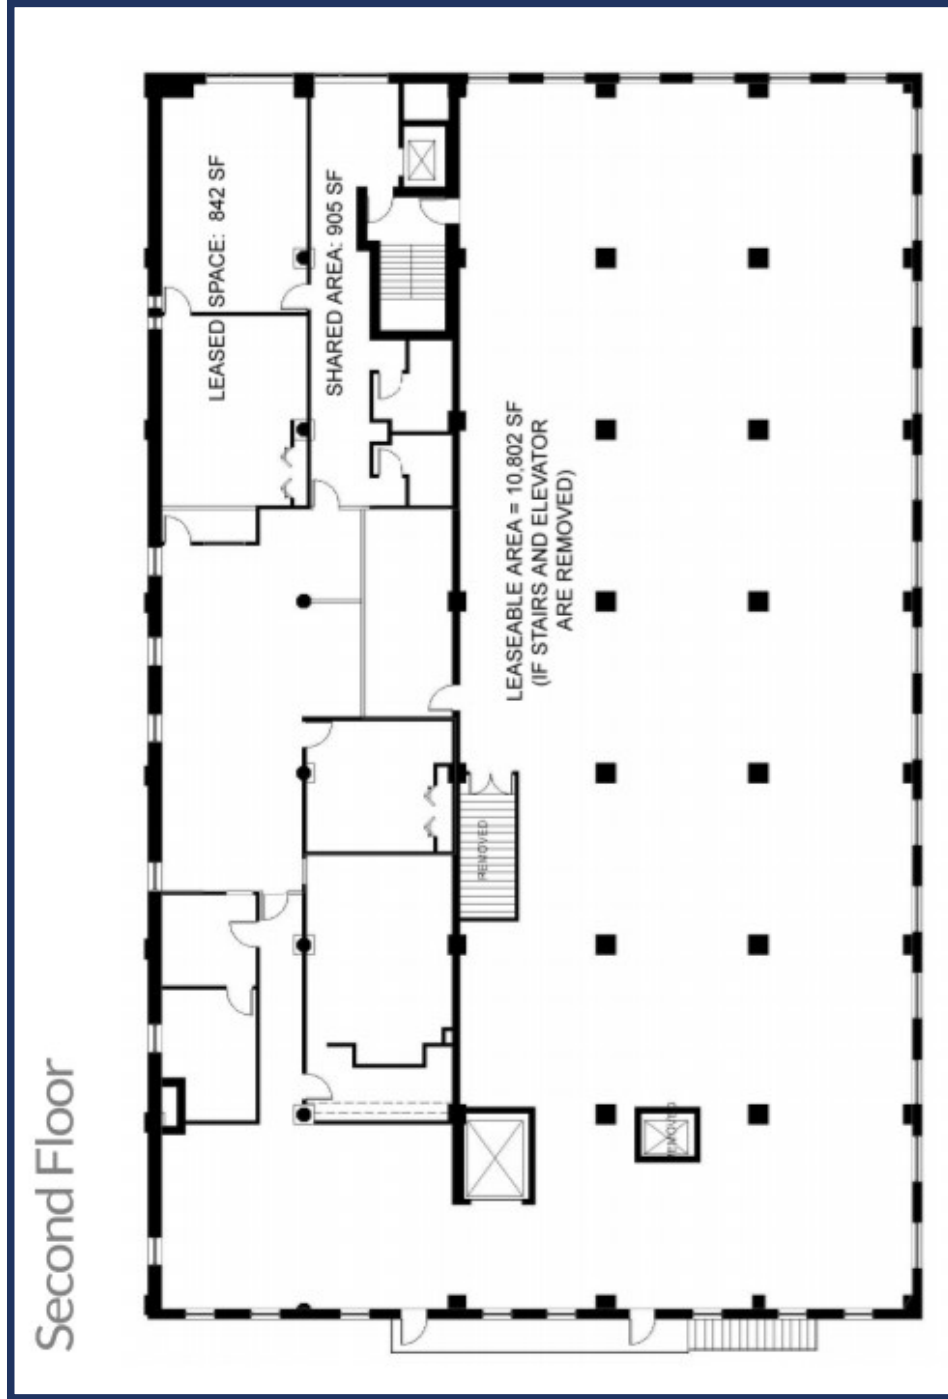 Second Floor
LEASED SPACE: 842 SF
SHARED AREA: 905 SF
LEASEABLE AREA = 10,802 SF
(IF STAIRS AND ELEVATOR
ARE REMOVED)
REMOVED
REMOVED